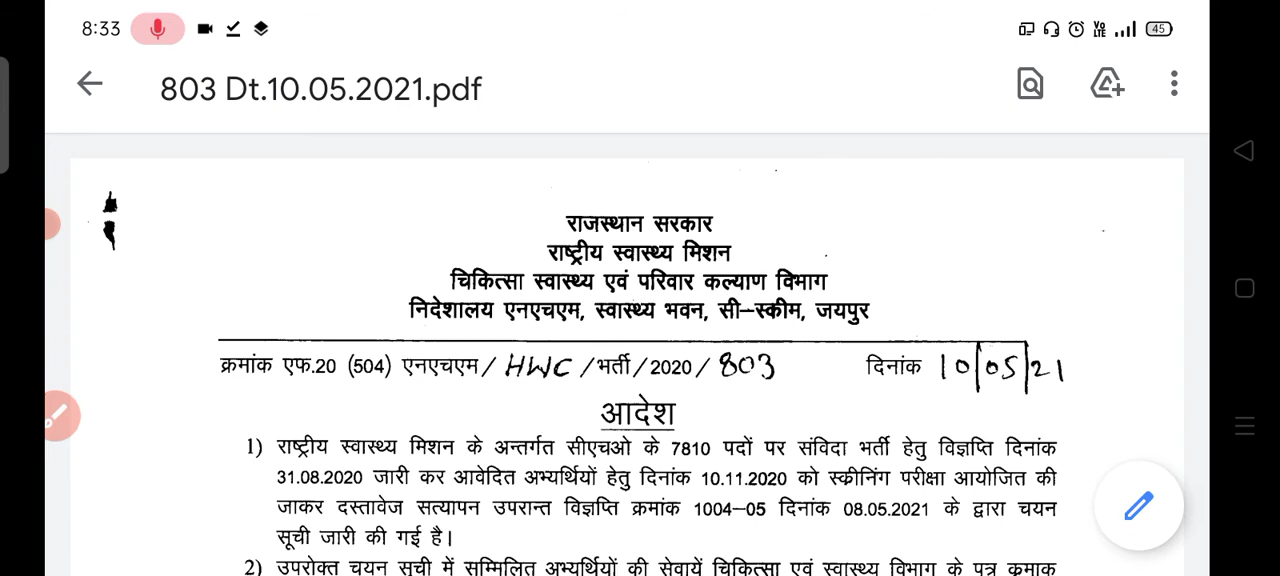 8:33
Vo LTE
45
803 Dt.10.05.2021.pdf
राजस्थान सरकार
राष्ट्रीय स्वास्थ्य मिशन
चिकित्सा स्वास्थ्य एवं परिवार कल्याण विभाग
निदेशालय एनएचएम, स्वास्थ्य भवन, सी–स्कीम, जयपुर
क्रमांक एफ.20 (504) एनएचएम / HWC / भर्ती / 2020 / 803 दिनांक 10/05/21
आदेश
1) राष्ट्रीय स्वास्थ्य मिशन के अन्तर्गत सीएचओ के 7810 पदों पर संविदा भर्ती हेतु विज्ञप्ति दिनांक
31.08.2020 जारी कर आवेदित अभ्यर्थियों हेतु दिनांक 10.11.2020 को स्क्रीनिंग परीक्षा आयोजित की
जाकर दस्तावेज सत्यापन उपरान्त विज्ञप्ति क्रमांक 1004–05 दिनांक 08.05.2021 के द्वारा चयन
सूची जारी की गई है।
2) उपरोक्त चयन सूची में सम्मिलित अभ्यर्थियों की सेवायें चिकित्सा एवं स्वास्थ्य विभाग के पत्र क्रमाक